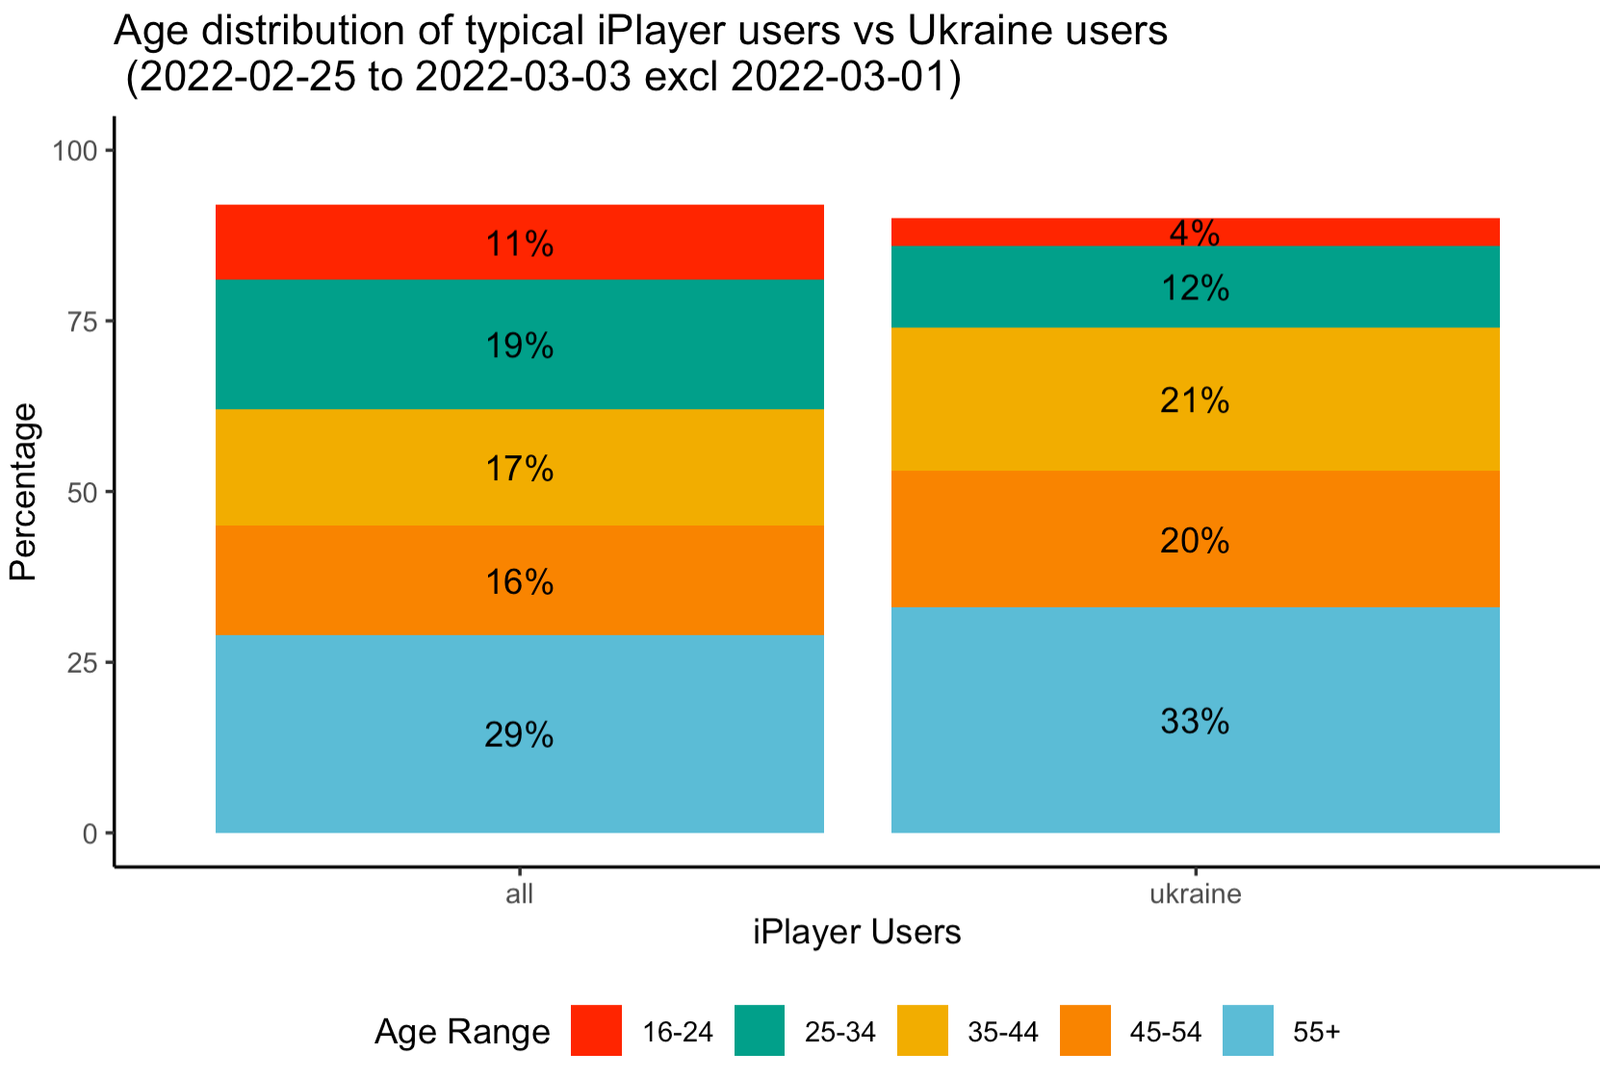 Age distribution of typical iPlayer users vs Ukraine users
(2022-02-25 to 2022-03-03 excl 2022-03-01)
Percentage
100
75
50
25
0
11%
19%
17%
16%
29%
4%
12%
21%
20%
33%
all
ukraine
iPlayer Users
Age Range 16-24 25-34 35-44 45-54 55+